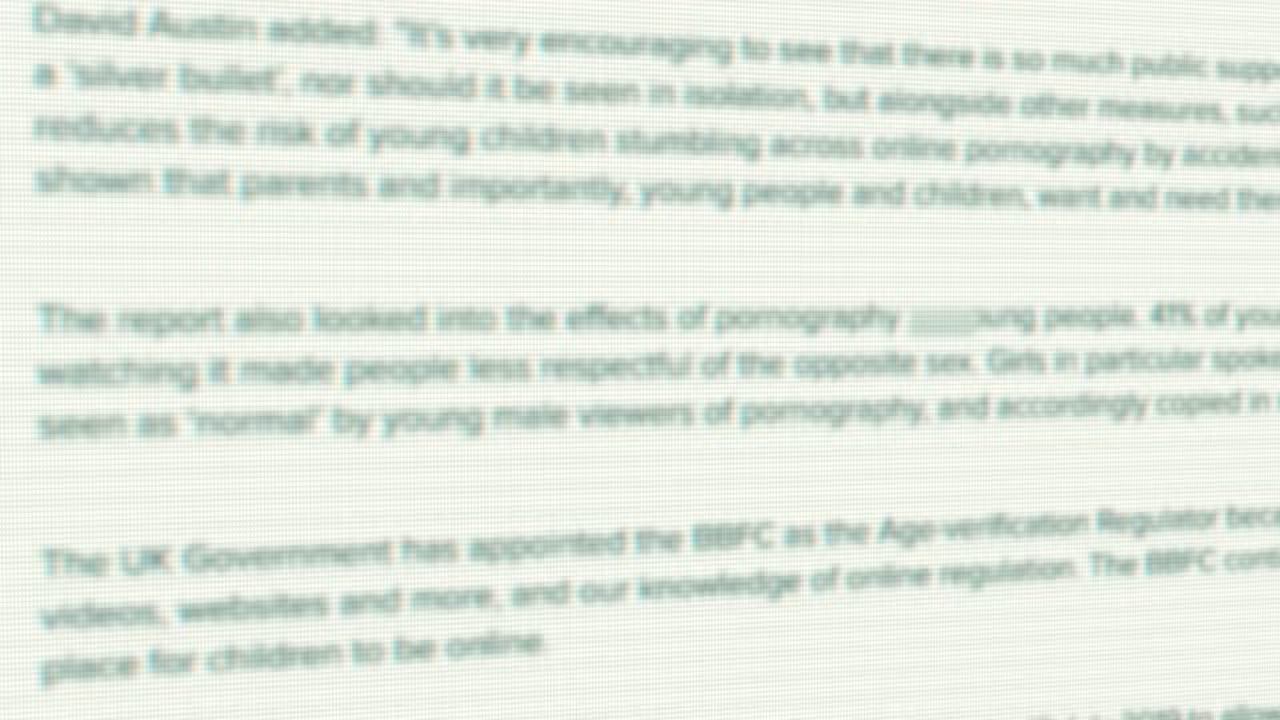 David Austin added: "It's very encouraging to see that there is so much public supp
a 'silver bullet', nor should it be seen in isolation, but alongside other measures, suc
reduces the risk of young children stumbling across online pornography by acciden
shown that parents and importantly, young people and children, want and need the
The report also looked into the effects of pornography ung people. 41% of you
watching it made people less respectful of the opposite sex. Girls in particular spoke
seen as 'normal' by young male viewers of pornography, and accordingly copied in
The UK Government has appointed the BBFC as the Age-verification Regulator beca
videos, websites and more, and our knowledge of online regulation. The BBFC cont
place for children to be online.